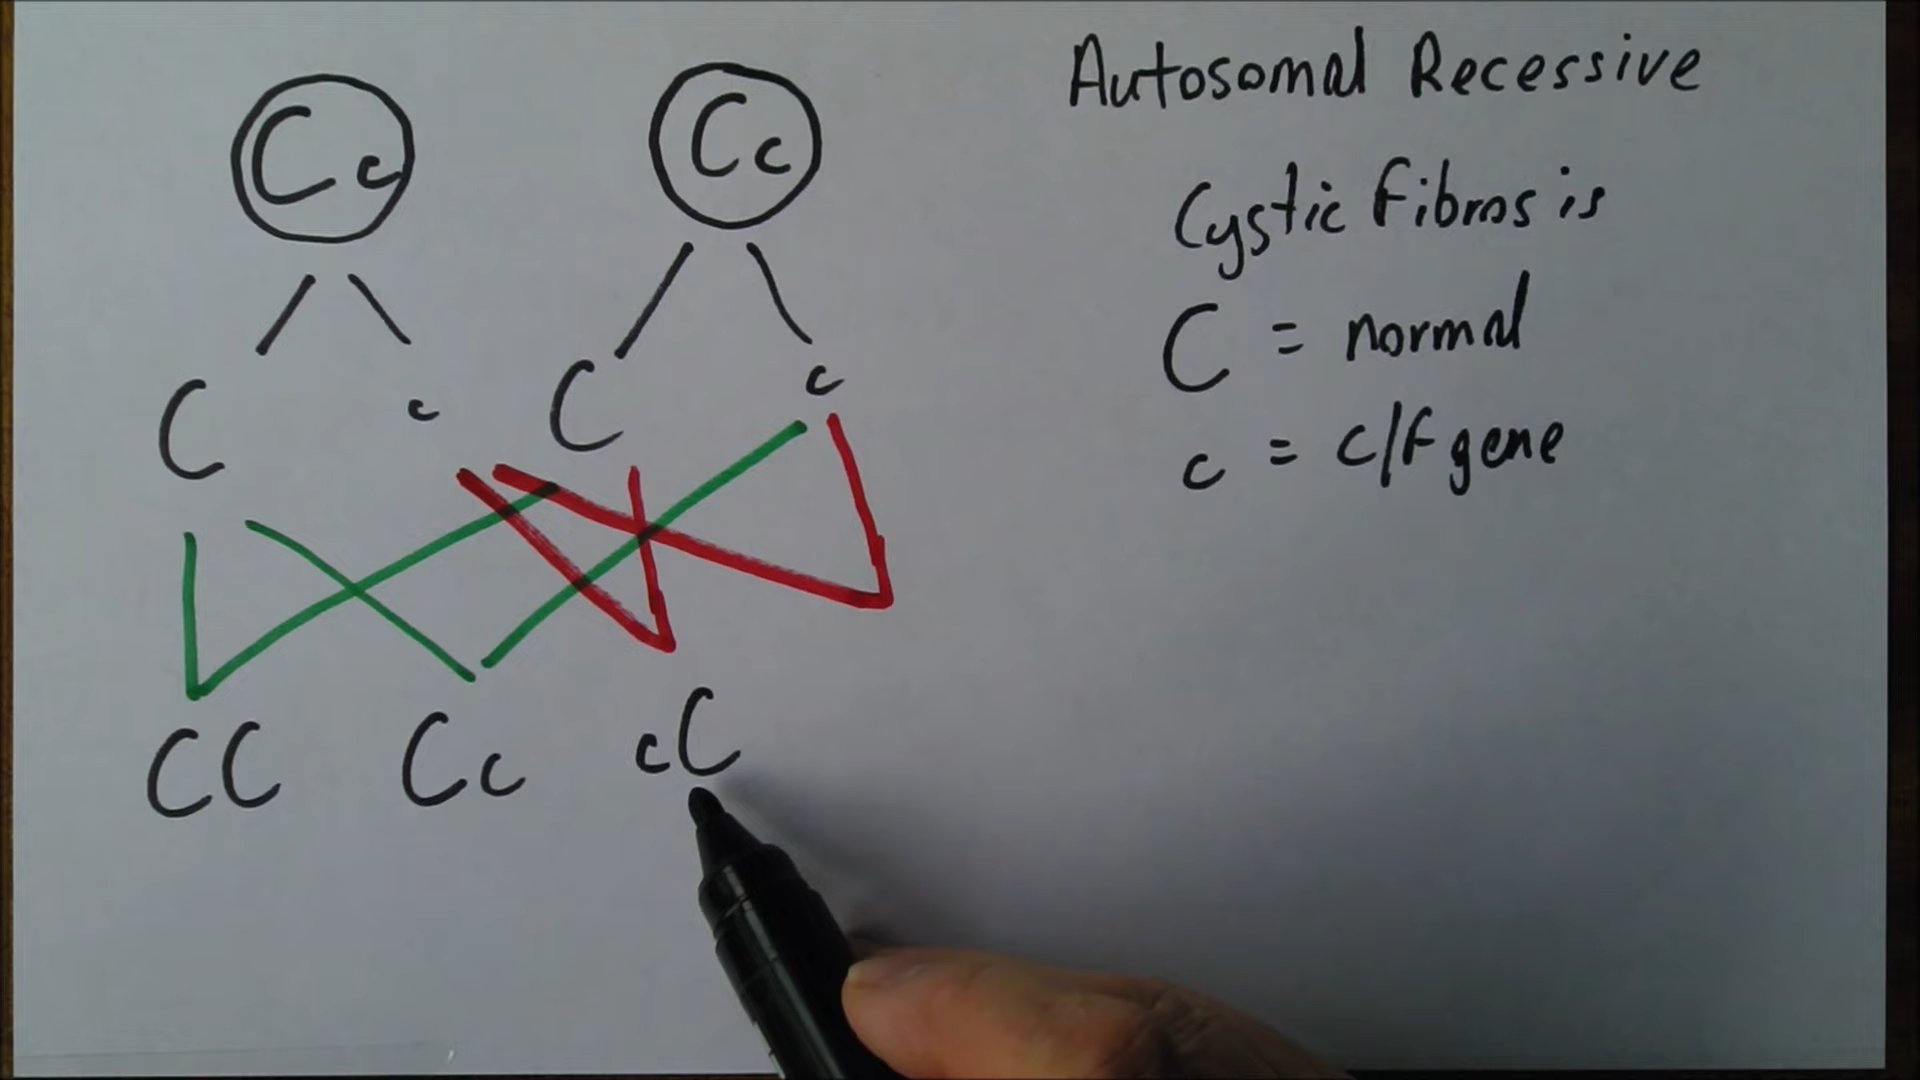 Cc Cc
C c C c
CC Cc cC
Autosomal Recessive
Cystic Fibrosis
C = normal
c = c/F gene